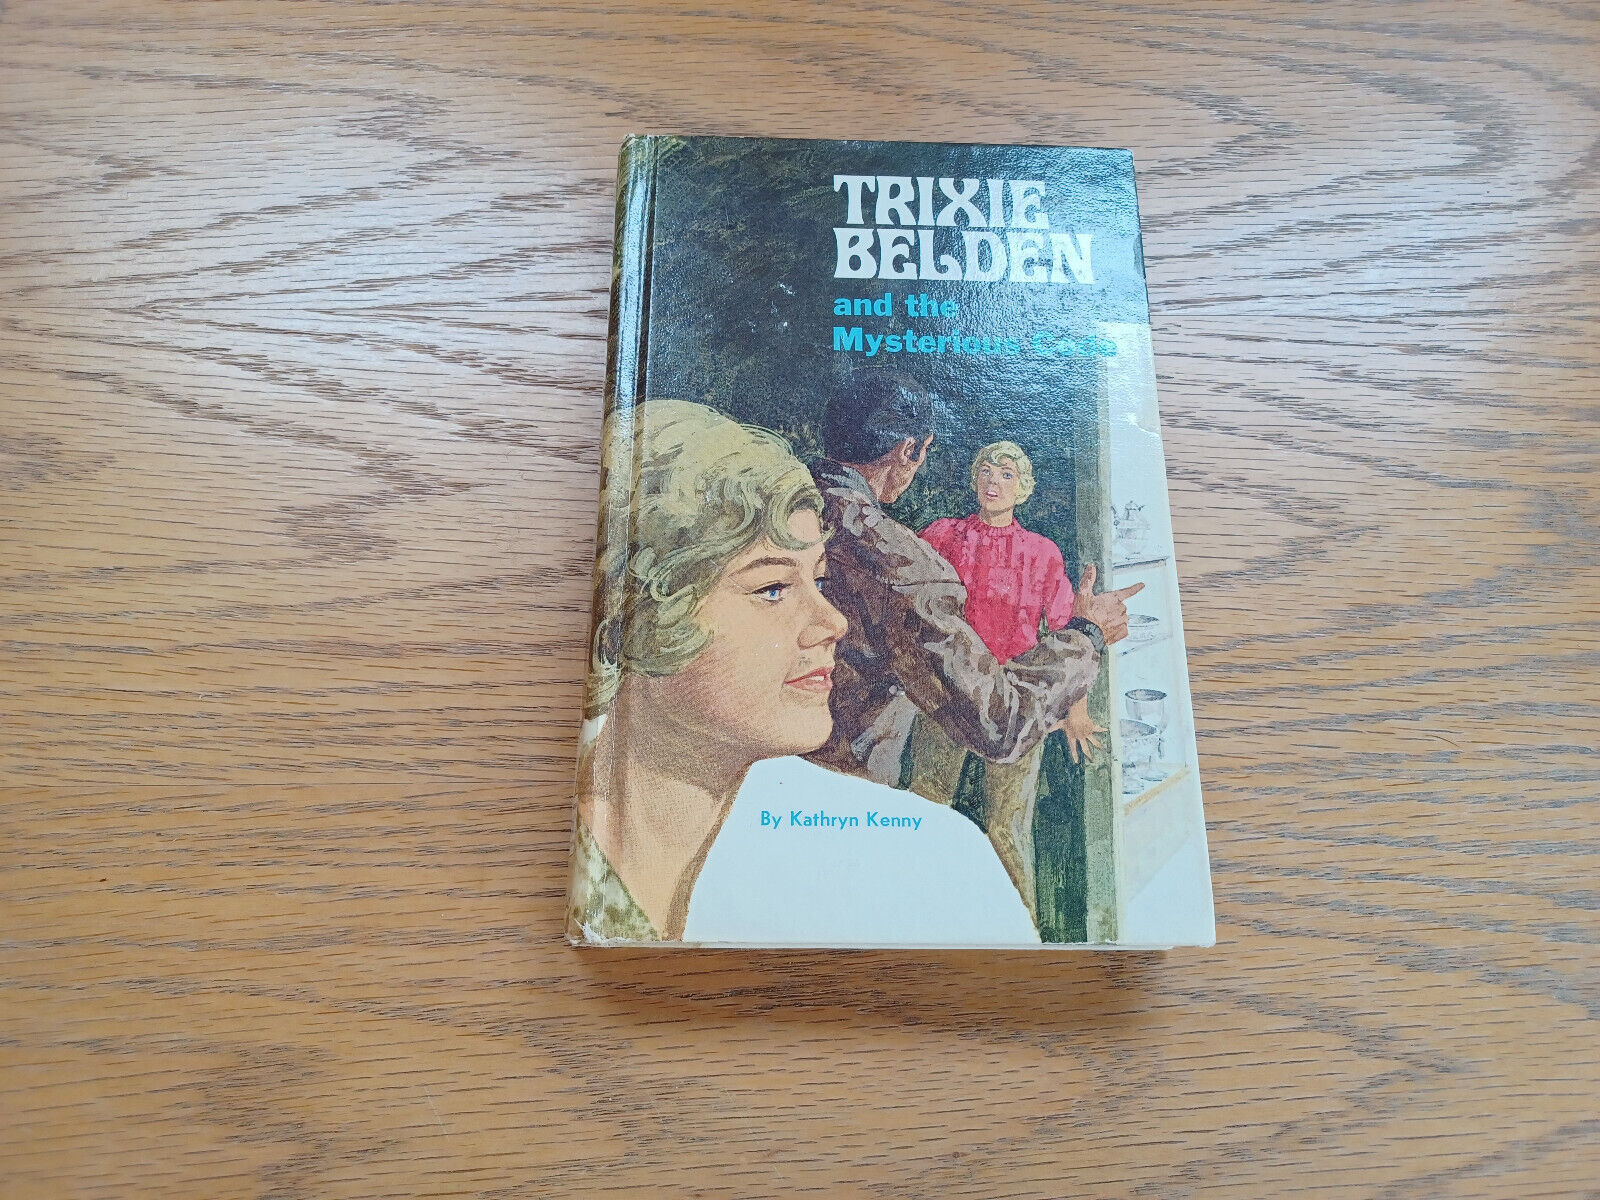 TRIXIE
BELDEN
and the
Mysterious Code
By Kathryn Kenny